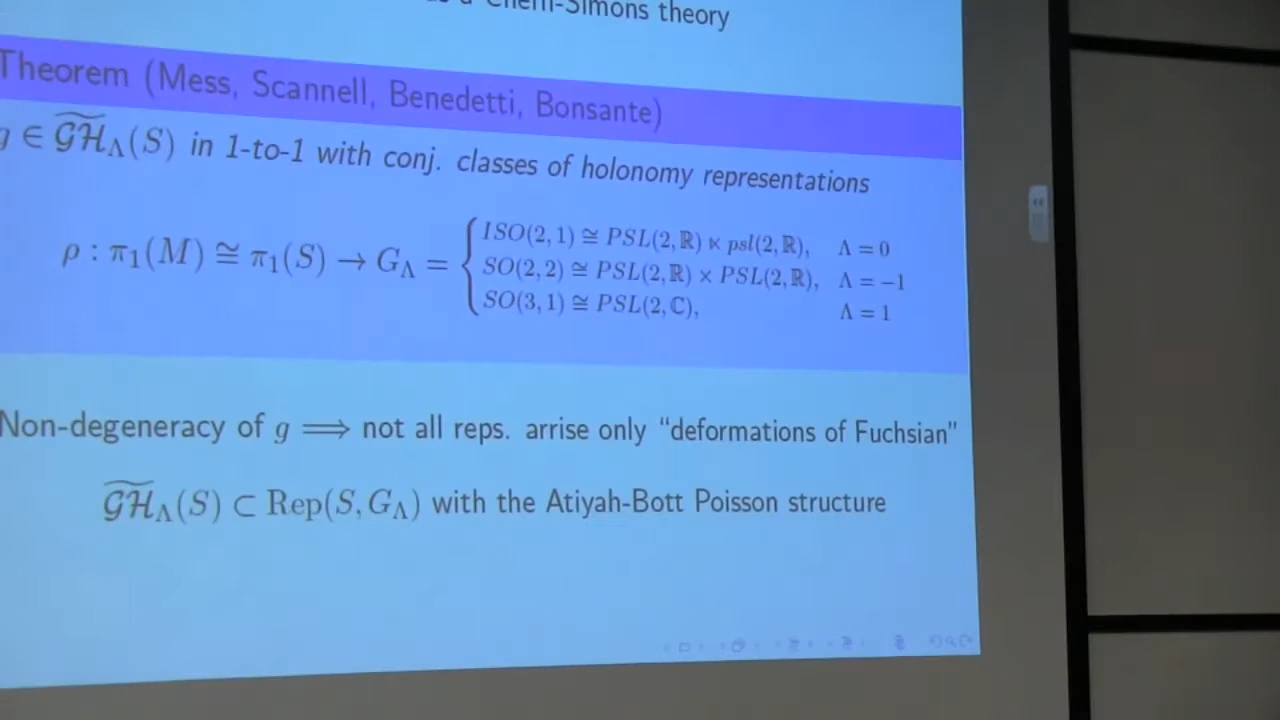 Chern-Simons theory
Theorem (Mess, Scannell, Benedetti, Bonsante)
g ∈ G̃H̃_Λ(S) in 1-to-1 with conj. classes of holonomy representations
ρ : π₁(M) ≅ π₁(S) → G_Λ = { ISO(2, 1) ≅ PSL(2, ℝ) ⋉ psl(2, ℝ), Λ = 0
SO(2, 2) ≅ PSL(2, ℝ) × PSL(2, ℝ), Λ = −1
SO(3, 1) ≅ PSL(2, ℂ), Λ = 1
Non-degeneracy of g ⟹ not all reps. arrise only “deformations of Fuchsian”
G̃H̃_Λ(S) ⊂ Rep(S, G_Λ) with the Atiyah-Bott Poisson structure